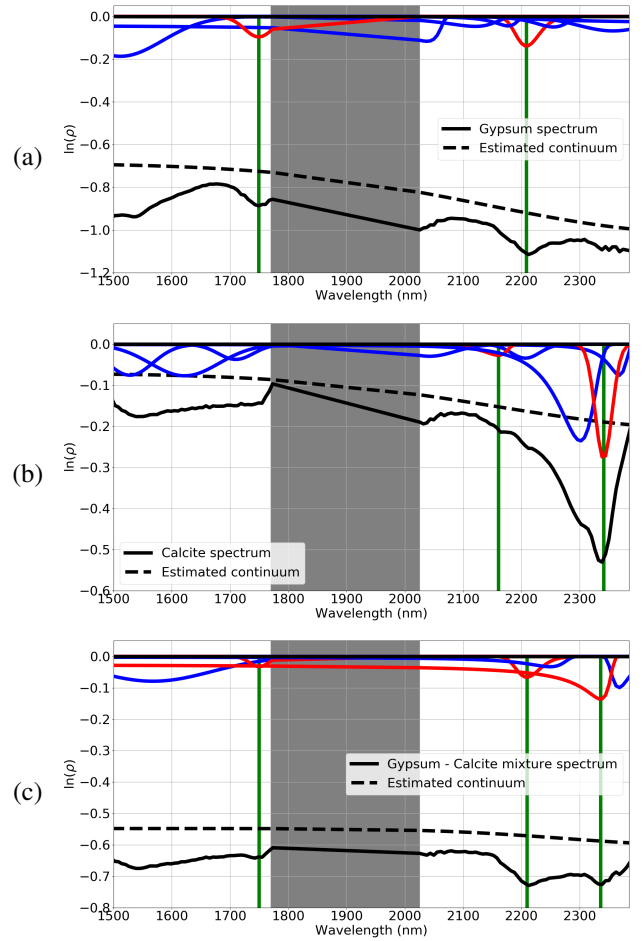 (a)
ln(ρ)
0.0
−0.2
−0.4
−0.6
−0.8
−1.0
−1.2
Gypsum spectrum
Estimated continuum
1500 1600 1700 1800 1900 2000 2100 2200 2300
Wavelength (nm)
(b)
ln(ρ)
0.0
−0.1
−0.2
−0.3
−0.4
−0.5
−0.6
Calcite spectrum
Estimated continuum
1500 1600 1700 1800 1900 2000 2100 2200 2300
Wavelength (nm)
(c)
ln(ρ)
0.0
−0.1
−0.2
−0.3
−0.4
−0.5
−0.6
−0.7
−0.8
Gypsum - Calcite mixture spectrum
Estimated continuum
1500 1600 1700 1800 1900 2000 2100 2200 2300
Wavelength (nm)